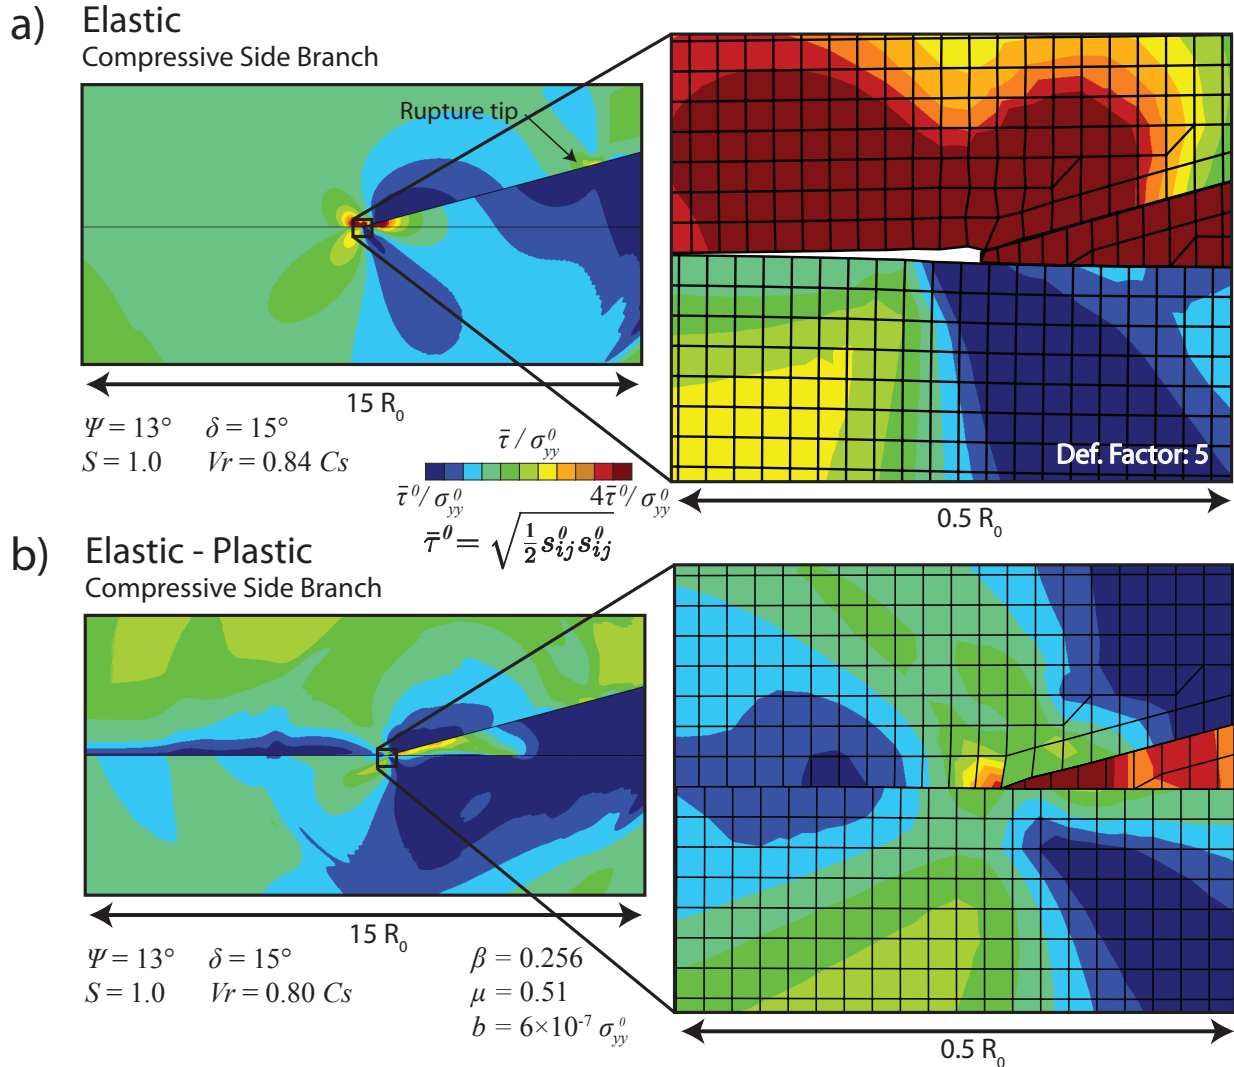 a) Elastic
Compressive Side Branch
Rupture tip
15 R₀
Ψ = 13° δ = 15°
S = 1.0 Vr = 0.84 Cs
τ̄ / σ⁰yy
τ̄⁰/ σ⁰yy 4τ̄⁰/ σ⁰yy
τ̄⁰ = √(½ s⁰ij s⁰ij)
Def. Factor: 5
0.5 R₀
b) Elastic - Plastic
Compressive Side Branch
15 R₀
Ψ = 13° δ = 15°
S = 1.0 Vr = 0.80 Cs
β = 0.256
μ = 0.51
b = 6×10⁻⁷ σ⁰yy
0.5 R₀